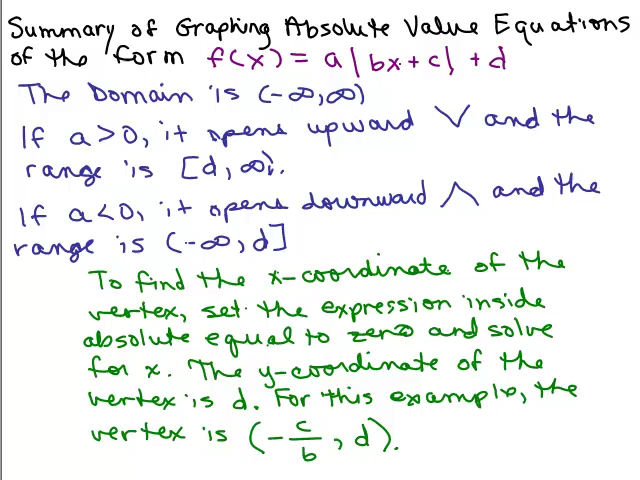 Summary of Graphing Absolute Value Equations
of the form f(x) = a|bx+c| + d
The Domain is (-∞,∞)
If a>0, it opens upward ∨ and the
range is [d,∞).
If a<0, it opens downward ∧ and the
range is (-∞,d]
To find the x-coordinate of the
vertex, set the expression inside
absolute equal to zero and solve
for x. The y-coordinate of the
vertex is d. For this example, the
vertex is (-c/b, d).